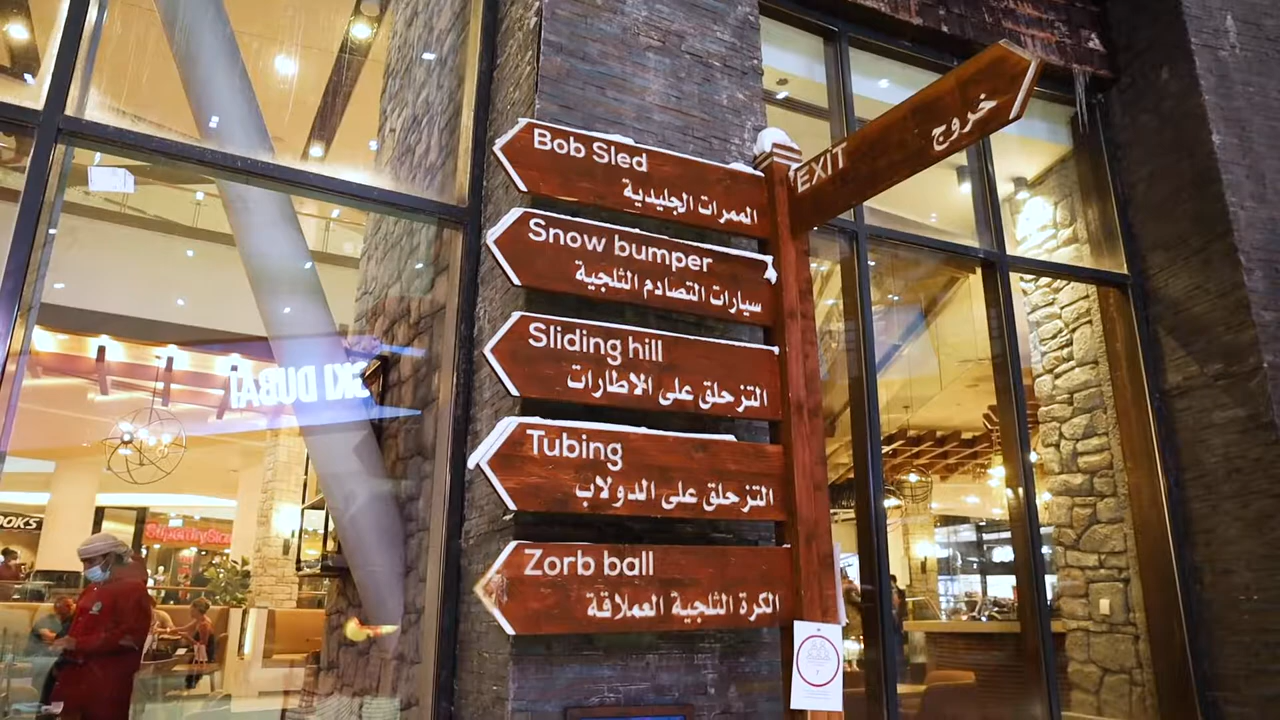 Bob Sled
الممرات الجليدية
Snow bumper
سيارات التصادم الثلجية
Sliding hill
التزحلق على الاطارات
Tubing
التزحلق على الدولاب
Zorb ball
الكرة الثلجية العملاقة
EXIT
خروج
SKI DUBAI
OOKS